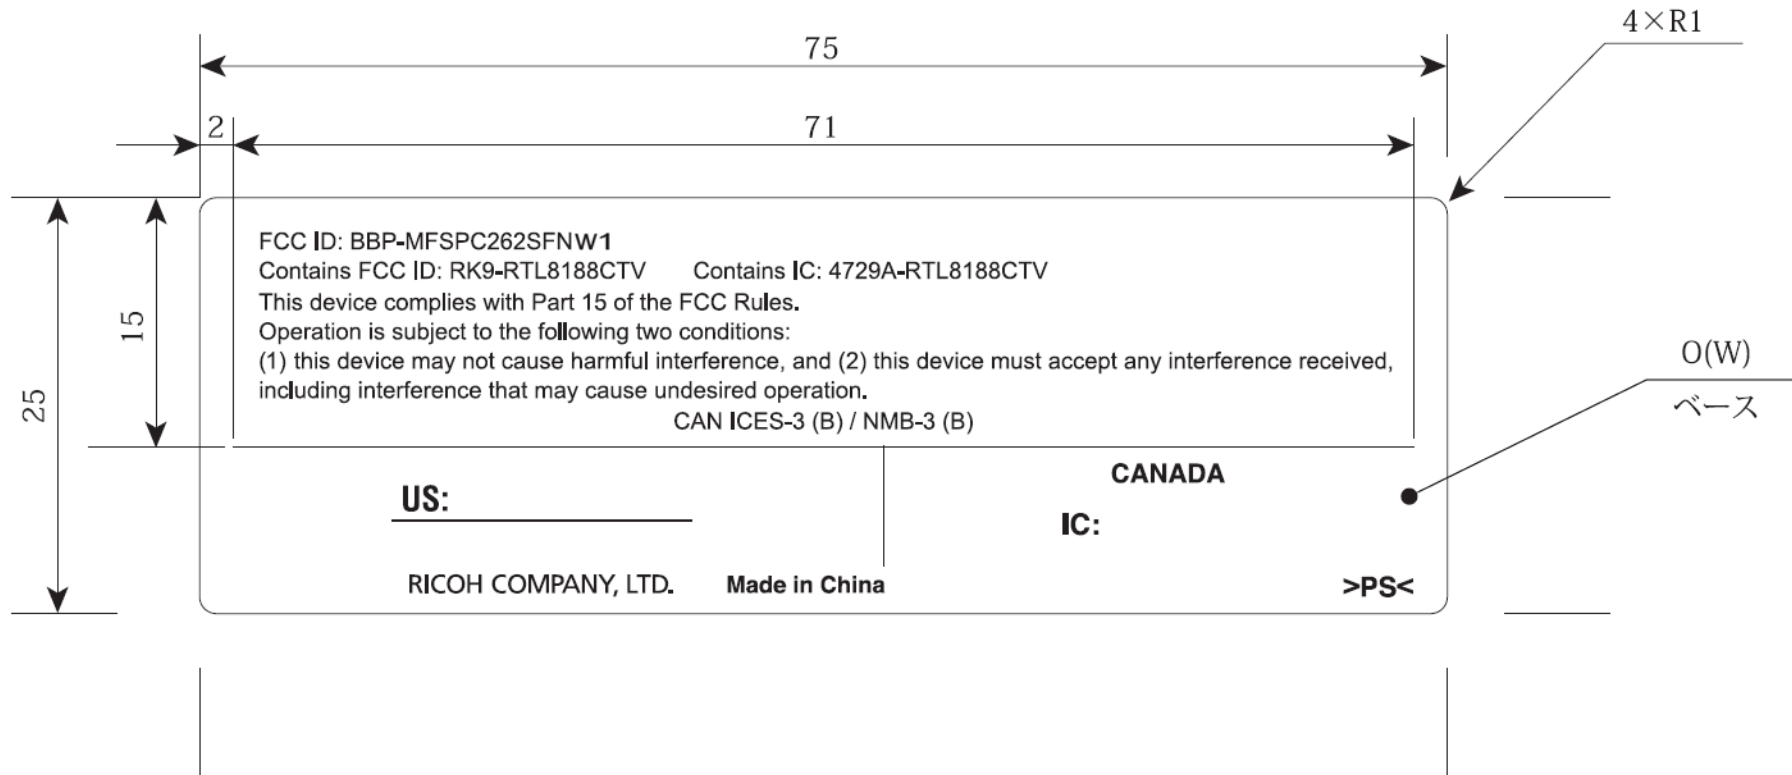 4×R1
75
2
71
FCC ID: BBP-MFSPC262SFNW1
Contains FCC ID: RK9-RTL8188CTV Contains IC: 4729A-RTL8188CTV
This device complies with Part 15 of the FCC Rules.
Operation is subject to the following two conditions:
(1) this device may not cause harmful interference, and (2) this device must accept any interference received,
including interference that may cause undesired operation.
CAN ICES-3 (B) / NMB-3 (B)
15
25
O(W)
ベース
US:
CANADA
IC:
RICOH COMPANY, LTD. Made in China >PS<